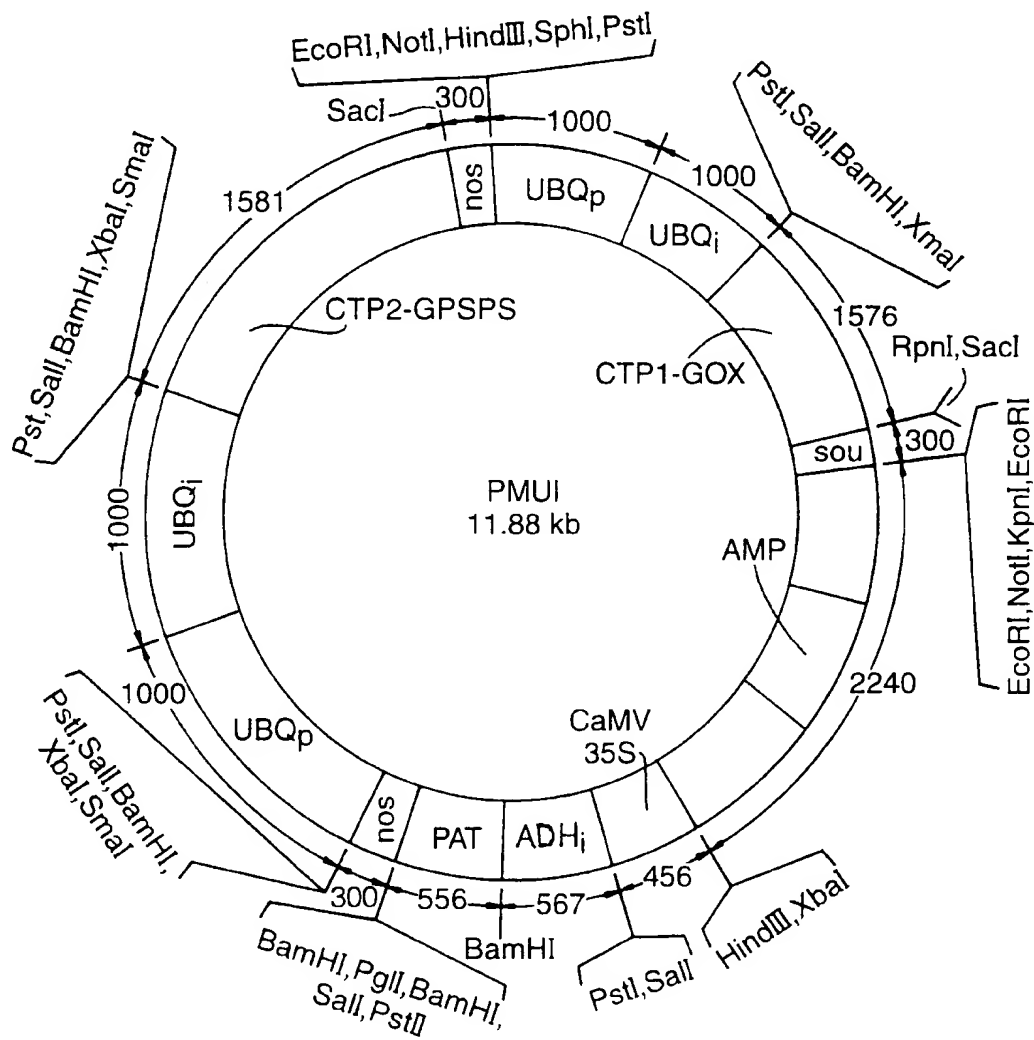 EcoRI,NotI,HindⅢ,SphI,PstI
SacI
300
1000
1000
PstI,SalI,BamHI,XmaI
1581
nos
UBQp
UBQi
Pst,SalI,BamHI,XbaI,SmaI
CTP2-GPSPS
1576
CTP1-GOX
RpnI,SacI
300
sou
EcoRI,NotI,KpnI,EcoRI
PMUI
11.88 kb
UBQi
1000
AMP
2240
1000
UBQp
CaMV
35S
PstI,SalI,BamHI,
XbaI,SmaI
nos
PAT
ADHi
300
556
567
456
BamHI
HindⅢ,XbaI
PstI,SalI
BamHI,PglI,BamHI,
SalI,PstⅡ